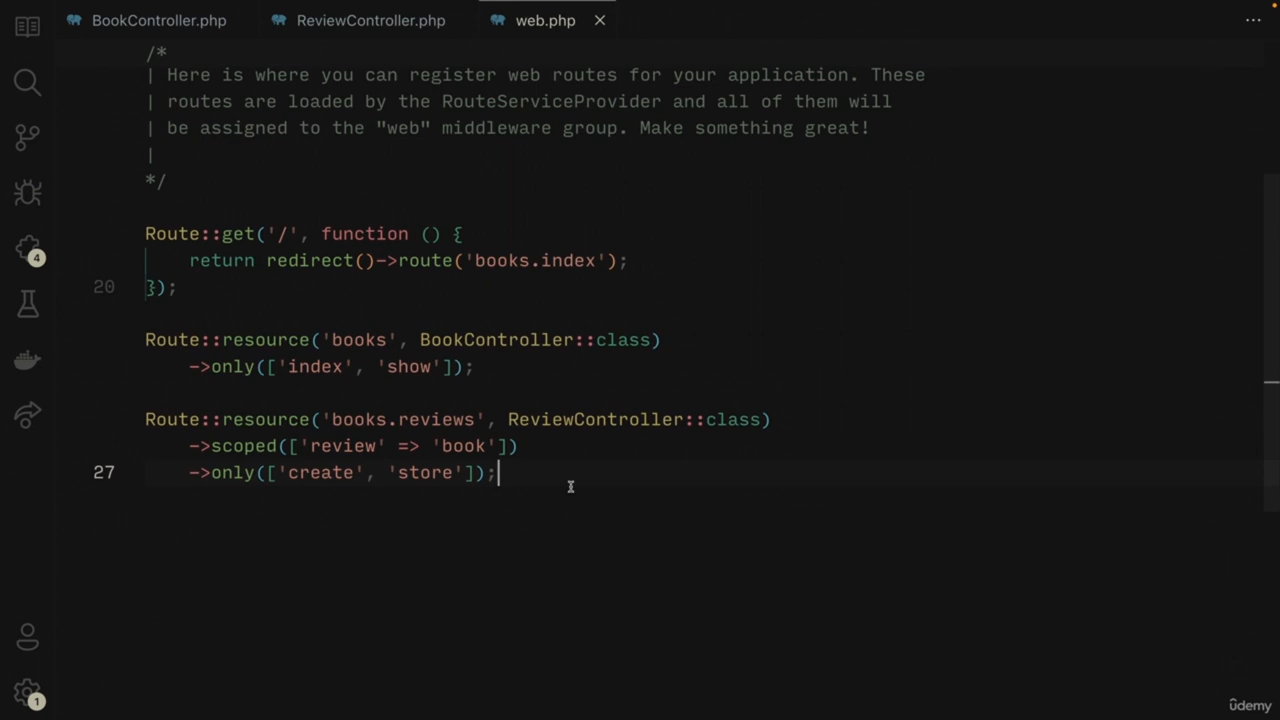 BookController.php
ReviewController.php
web.php
/*
| Here is where you can register web routes for your application. These
| routes are loaded by the RouteServiceProvider and all of them will
| be assigned to the "web" middleware group. Make something great!
|
*/
Route::get('/', function () {
return redirect()->route('books.index');
20 });
Route::resource('books', BookController::class)
->only(['index', 'show']);
Route::resource('books.reviews', ReviewController::class)
->scoped(['review' => 'book'])
27 ->only(['create', 'store']);
4
1
ûdemy